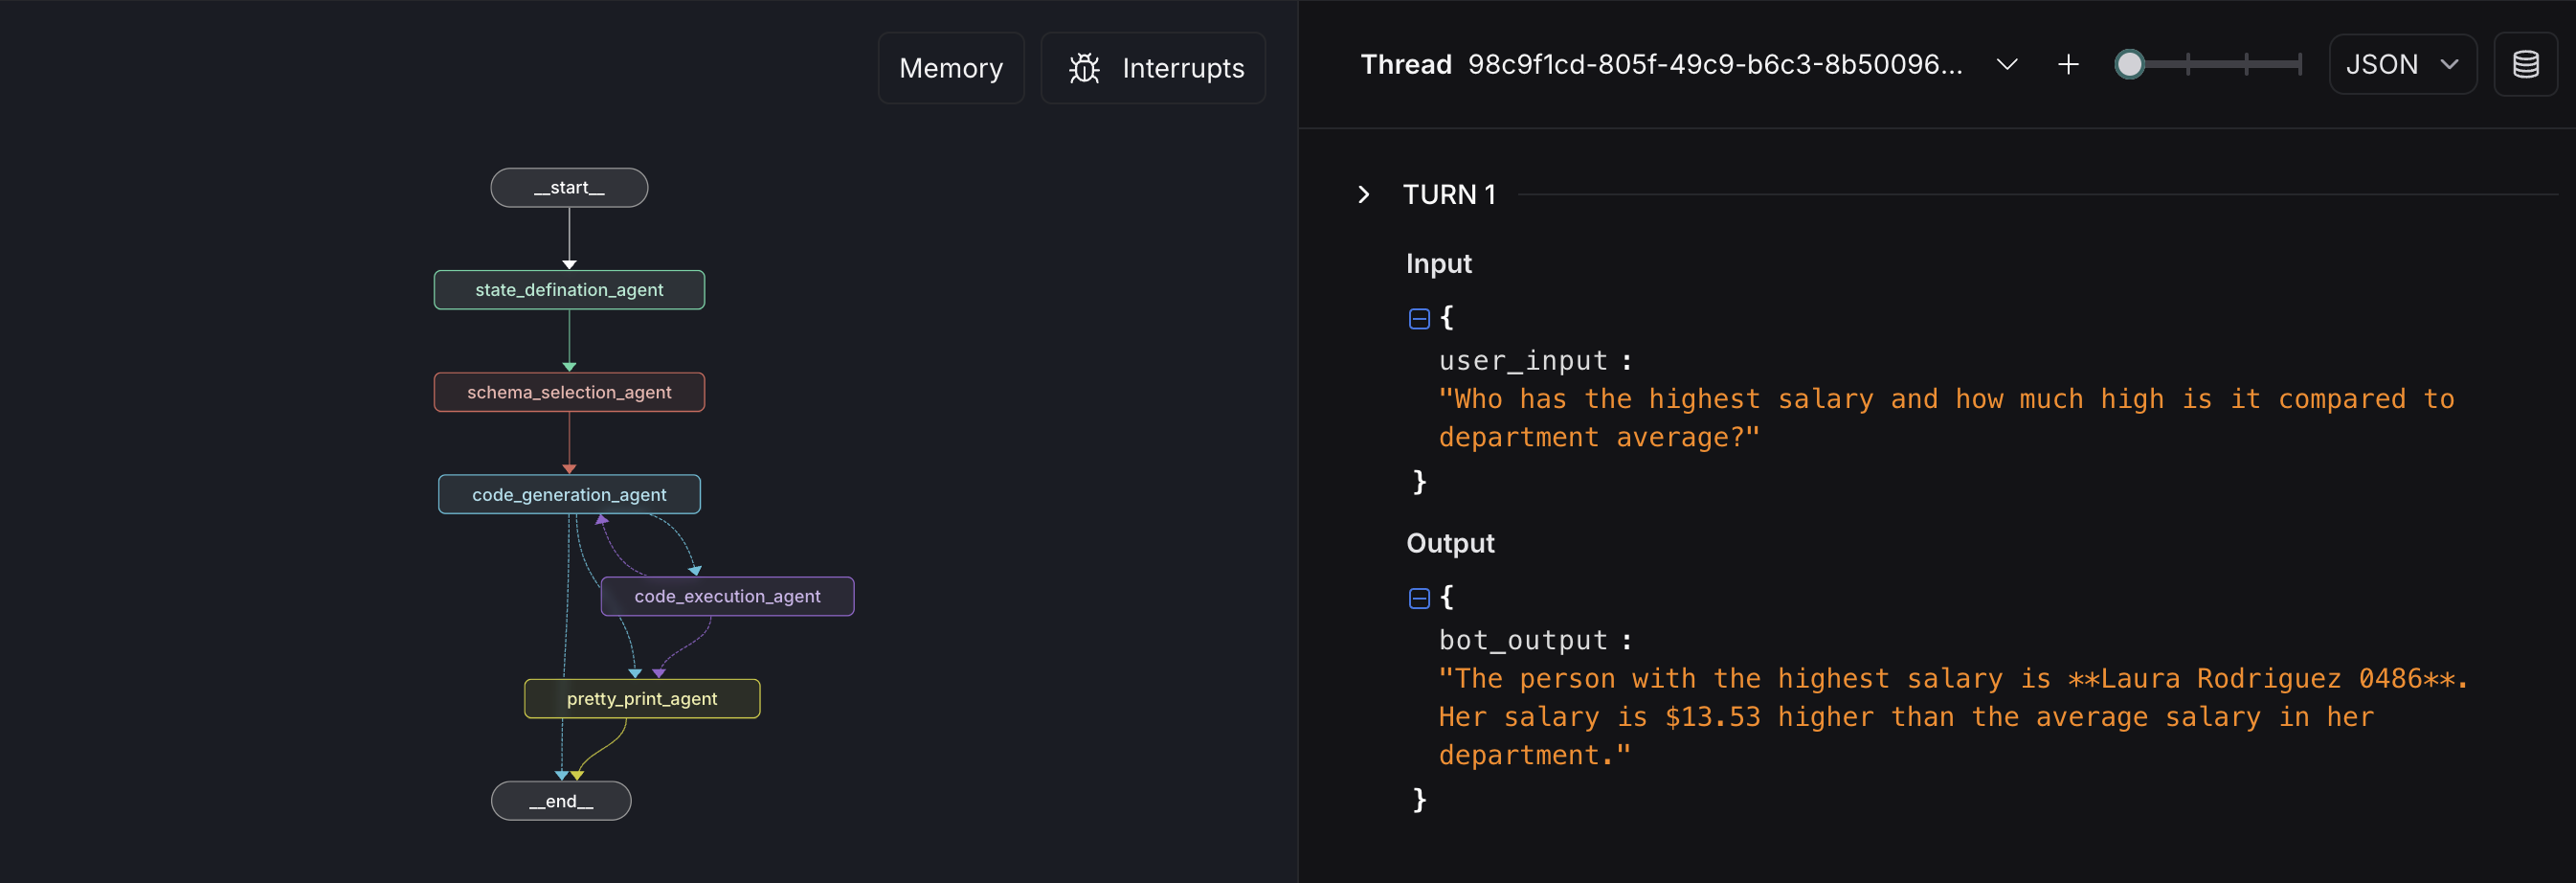 Memory
Interrupts
__start__
state_defination_agent
schema_selection_agent
code_generation_agent
code_execution_agent
pretty_print_agent
__end__
Thread 98c9f1cd-805f-49c9-b6c3-8b50096...
JSON
TURN 1
Input
{
user_input :
"Who has the highest salary and how much high is it compared to
department average?"
}
Output
{
bot_output :
"The person with the highest salary is **Laura Rodriguez 0486**.
Her salary is $13.53 higher than the average salary in her
department."
}